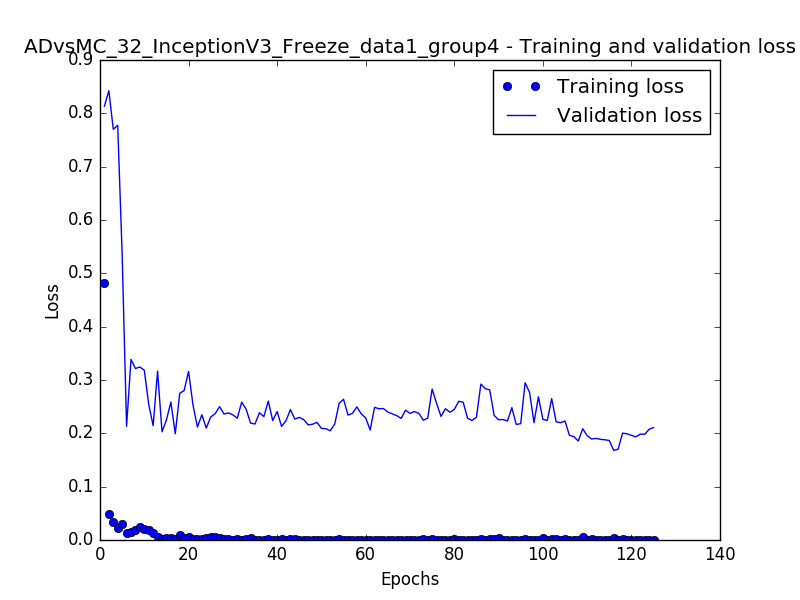 ADvsMC_32_InceptionV3_Freeze_data1_group4 - Training and validation loss
0.9
Training loss
Validation loss
0.8
0.7
0.6
0.5
Loss
0.4
0.3
0.2
0.1
0.0
0 20 40 60 80 100 120 140
Epochs